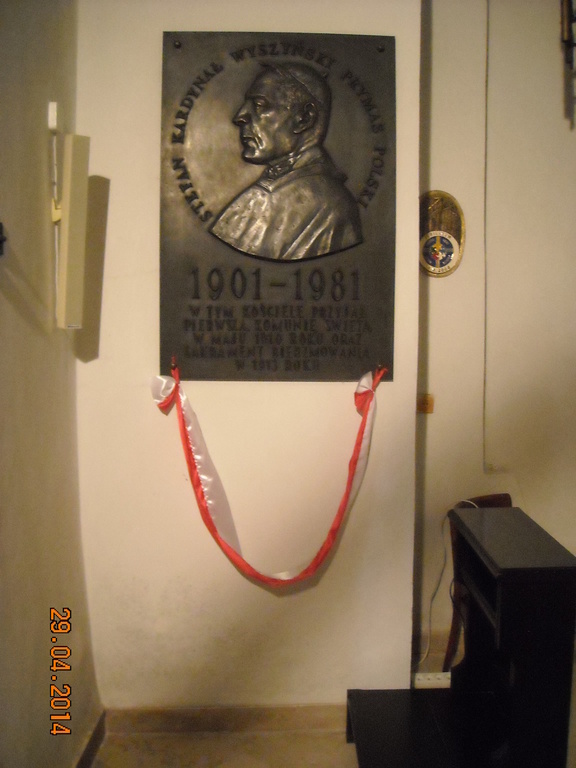 STEFAN KARDYNAŁ WYSZYŃSKI PRYMAS POLSKI
1901-1981
W TYM KOŚCIELE PRZYJĄŁ
PIERWSZĄ KOMUNIĘ ŚWIĘTĄ
W MAJU 1910 ROKU ORAZ
SAKRAMENT BIERZMOWANIA
W 1913 ROKU
29.04.2014